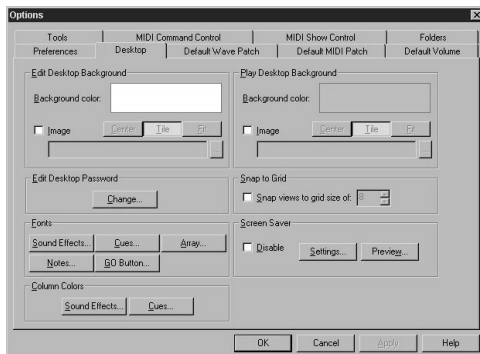 Options
Tools MIDI Command Control MIDI Show Control Folders
Preferences Desktop Default Wave Patch Default MIDI Patch Default Volume
Edit Desktop Background
Background color:
Image Center Tile Fit
...
Play Desktop Background
Background color:
Image Center Tile Fit
...
Edit Desktop Password
Change...
Snap to Grid
Snap views to grid size of: 8
Fonts
Sound Effects... Cues... Array...
Notes... GO Button...
Screen Saver
Disable Settings... Preview...
Column Colors
Sound Effects... Cues...
OK Cancel Apply Help